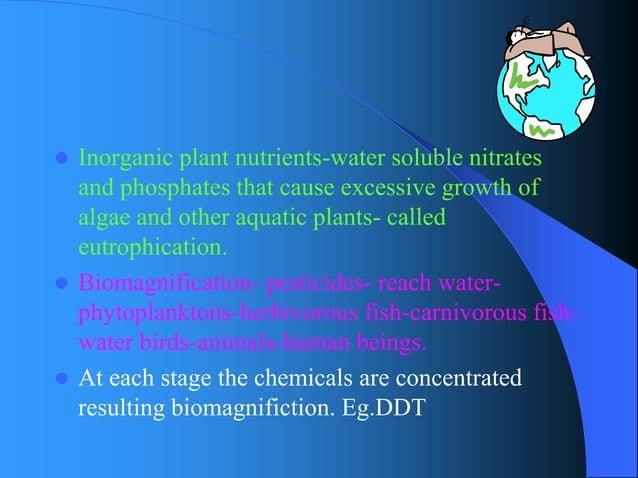 Inorganic plant nutrients-water soluble nitrates
and phosphates that cause excessive growth of
algae and other aquatic plants- called
eutrophication.
Biomagnification- pesticides- reach water-
phytoplanktons-herbivorous fish-carnivorous fish-
water birds-animals-human beings.
At each stage the chemicals are concentrated
resulting biomagnifiction. Eg.DDT